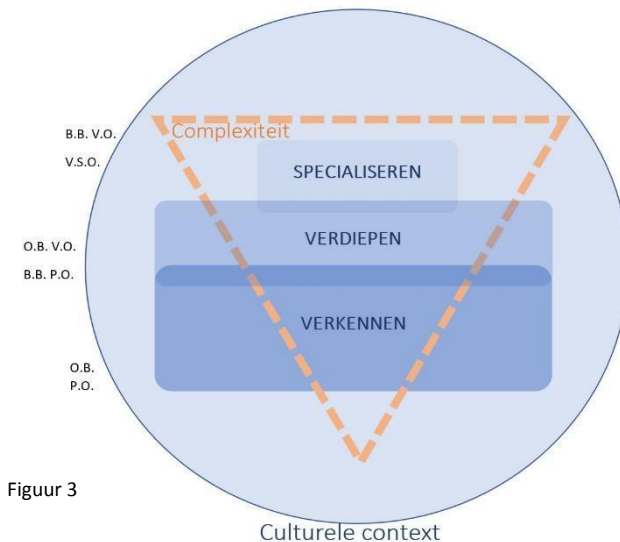 B.B. V.O.
Complexiteit
V.S.O.
SPECIALISEREN
O.B. V.O.
VERDIEPEN
B.B. P.O.
VERKENNEN
O.B.
P.O.
Figuur 3
Culturele context